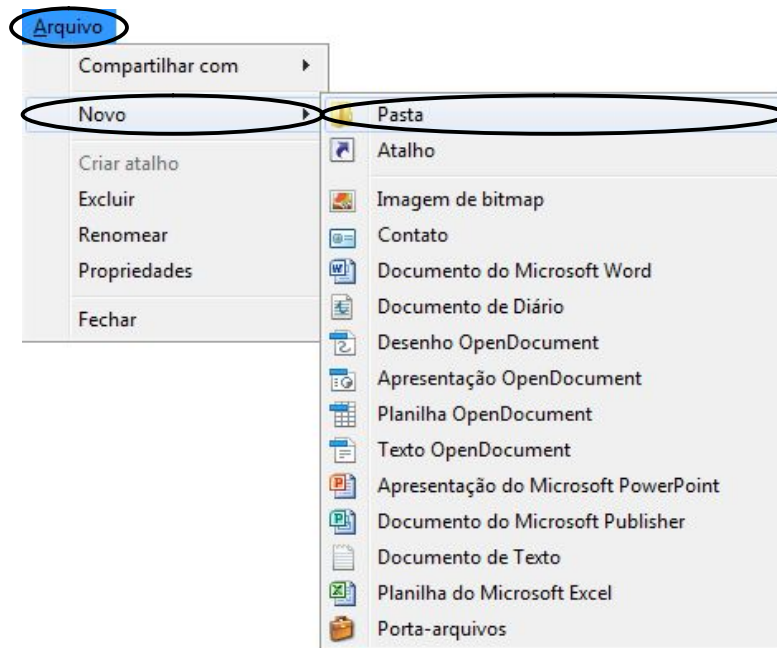 Arquivo
Compartilhar com
Novo
Criar atalho
Excluir
Renomear
Propriedades
Fechar
Pasta
Atalho
Imagem de bitmap
Contato
Documento do Microsoft Word
Documento de Diário
Desenho OpenDocument
Apresentação OpenDocument
Planilha OpenDocument
Texto OpenDocument
Apresentação do Microsoft PowerPoint
Documento do Microsoft Publisher
Documento de Texto
Planilha do Microsoft Excel
Porta-arquivos